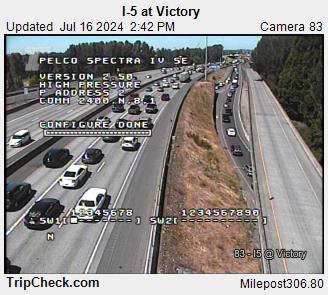 I-5 at Victory
Updated Jul 16 2024 2:42 PM Camera 83
PELCO SPECTRA IV SE
VERSION 2.50
HIGH PRESSURE
P ADDRESS 2
COMM 2400,N,8,1
CONFIGURE DONE
12345678 1234567890
SW1 SW2
N
83 - I5 @ Victory
TripCheck.com Milepost306.80